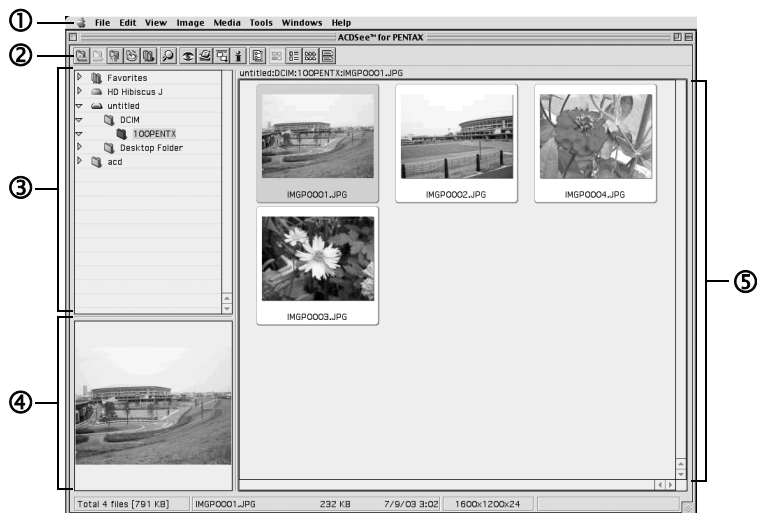 ① File Edit View Image Media Tools Windows Help
ACDSee™ for PENTAX
②
③
Favorites
HD Hibiscus J
untitled
DCIM
100PENTX
Desktop Folder
acd
untitled:DCIM:100PENTX:IMGP0001.JPG
IMGP0001.JPG IMGP0002.JPG IMGP0004.JPG
IMGP0003.JPG
④
⑤
Total 4 files [791 KB] IMGP0001.JPG 232 KB 7/9/03 3:02 1600x1200x24